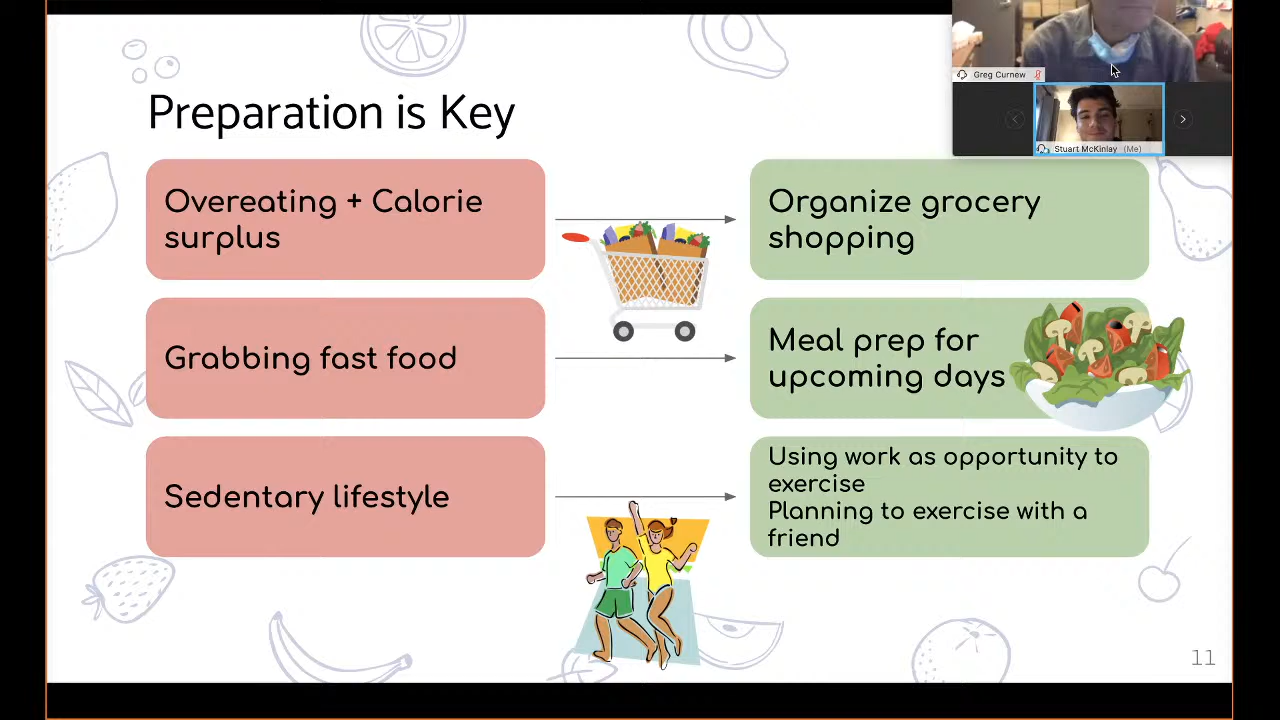 Preparation is Key
Greg Curnew
Stuart McKinlay (Me)
Overeating + Calorie
surplus
Organize grocery
shopping
Grabbing fast food
Meal prep for
upcoming days
Sedentary lifestyle
Using work as opportunity to
exercise
Planning to exercise with a
friend
11